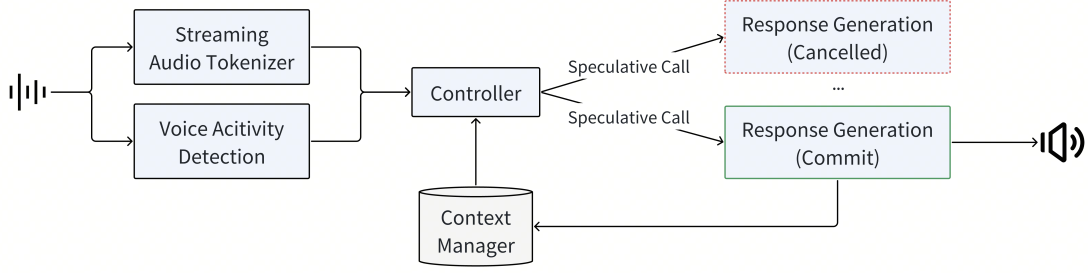 Streaming
Audio Tokenizer
Voice Acitivity
Detection
Controller
Context
Manager
Speculative Call
Speculative Call
Response Generation
(Cancelled)
...
Response Generation
(Commit)